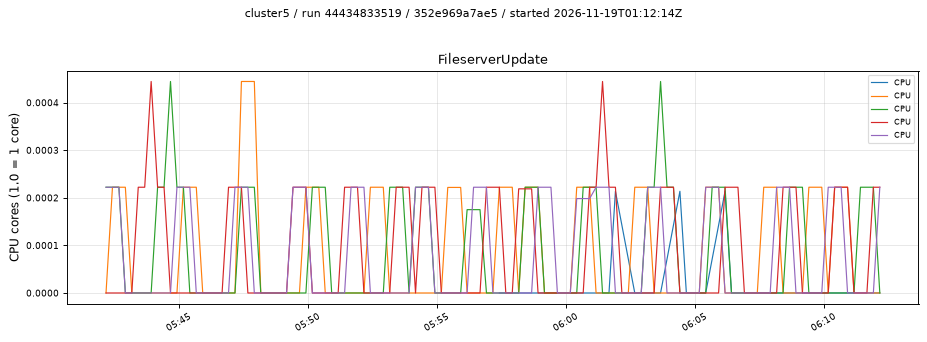 cluster5 / run 44434833519 / 352e969a7ae5 / started 2026-11-19T01:12:14Z
FileserverUpdate
CPU cores (1.0 = 1 core)
0.0004
0.0003
0.0002
0.0001
0.0000
CPU
CPU
CPU
CPU
CPU
05:45
05:50
05:55
06:00
06:05
06:10